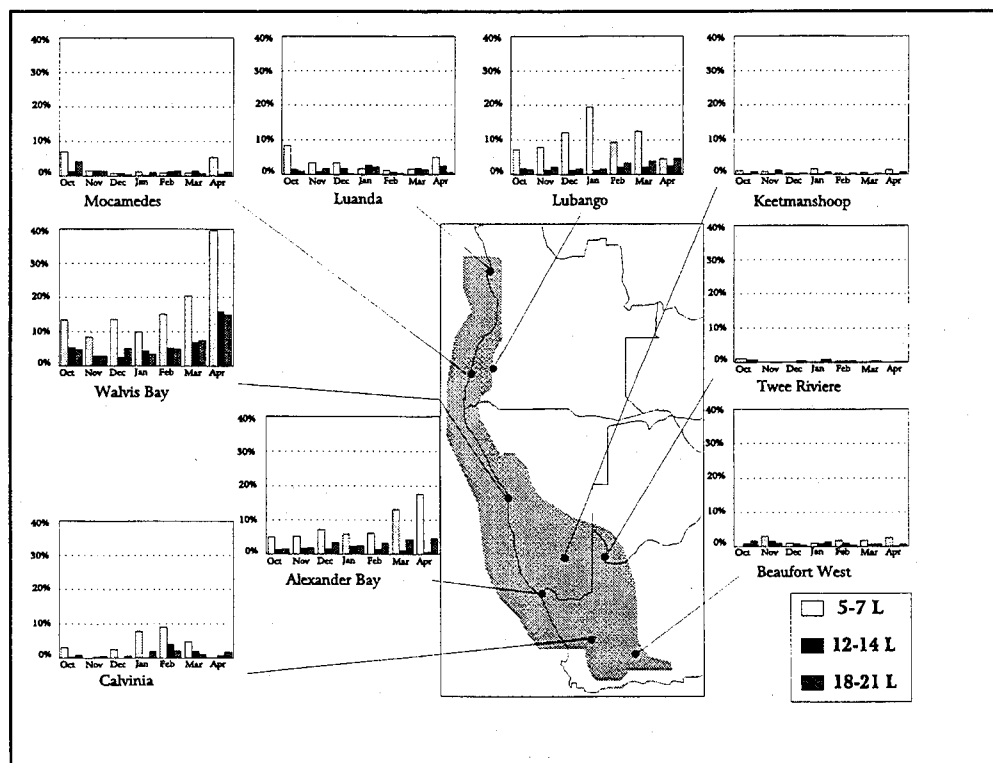 40%
30%
20%
10%
0%
Oct Nov Dec Jan Feb Mar Apr
Mocamedes
40%
30%
20%
10%
0%
Oct Nov Dec Jan Feb Mar Apr
Luanda
40%
30%
20%
10%
0%
Oct Nov Dec Jan Feb Mar Apr
Lubango
40%
30%
20%
10%
0%
Oct Nov Dec Jan Feb Mar Apr
Keetmanshoop
40%
30%
20%
10%
0%
Oct Nov Dec Jan Feb Mar Apr
Walvis Bay
40%
30%
20%
10%
0%
Oct Nov Dec Jan Feb Mar Apr
Twee Riviere
40%
30%
20%
10%
0%
Oct Nov Dec Jan Feb Mar Apr
Alexander Bay
40%
30%
20%
10%
0%
Oct Nov Dec Jan Feb Mar Apr
Beaufort West
40%
30%
20%
10%
0%
Oct Nov Dec Jan Feb Mar Apr
Calvinia
5-7 L
12-14 L
18-21 L